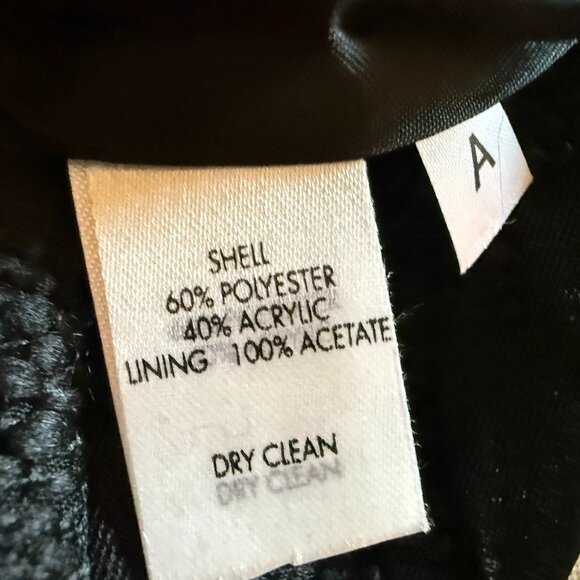 SHELL
60% POLYESTER
40% ACRYLIC
LINING 100% ACETATE
DRY CLEAN
DRY CLEAN
A